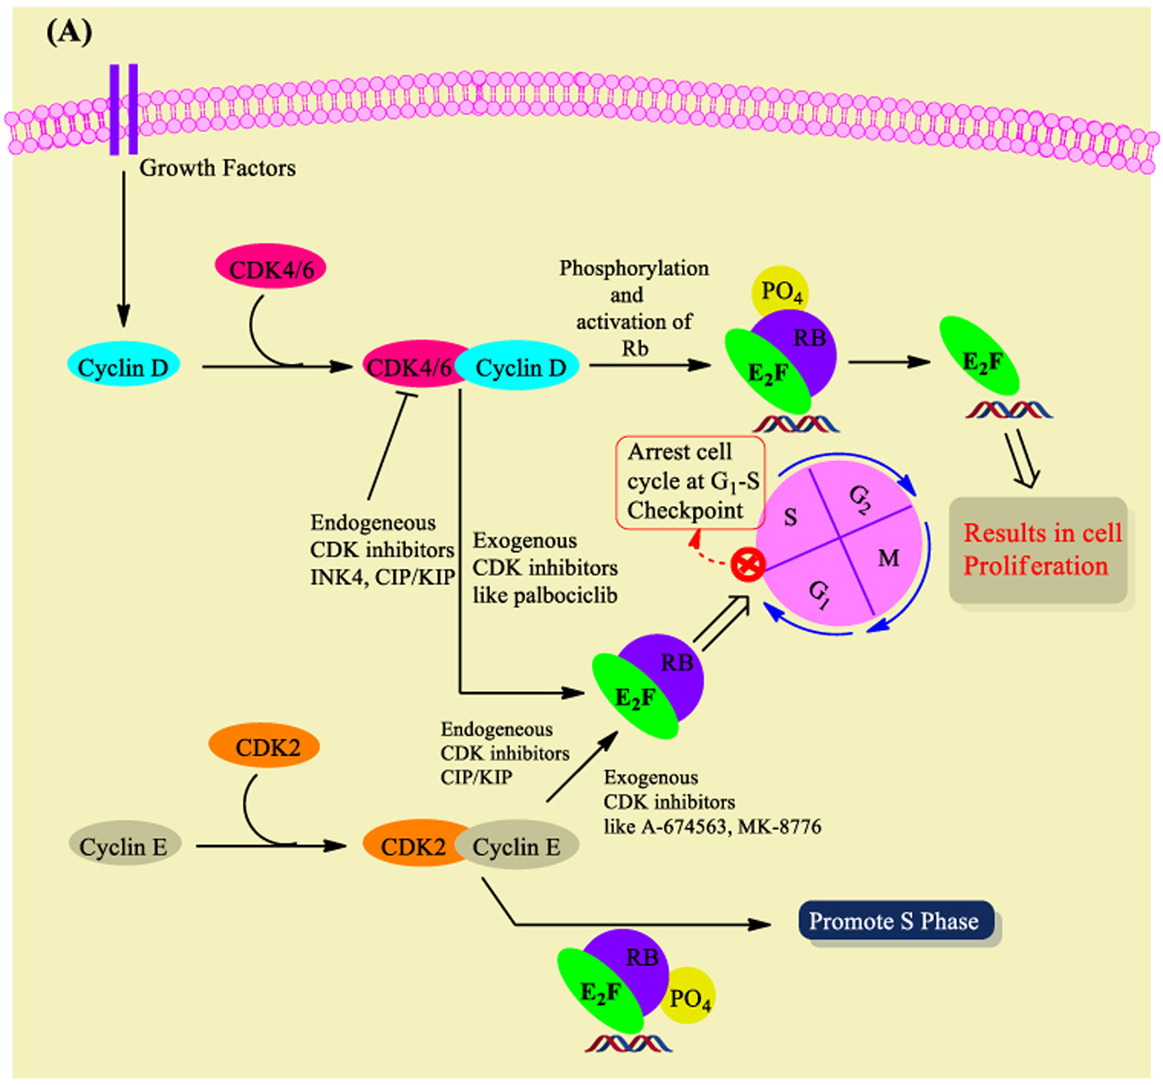 (A)
Growth Factors
CDK4/6
Cyclin D
CDK4/6
Cyclin D
Phosphorylation
and
activation of
Rb
PO4
RB
E2F
E2F
Results in cell
Proliferation
Arrest cell
cycle at G1-S
Checkpoint
S
G2
M
G1
Endogeneous
CDK inhibitors
INK4, CIP/KIP
Exogenous
CDK inhibitors
like palbociclib
RB
E2F
Endogeneous
CDK inhibitors
CIP/KIP
Exogenous
CDK inhibitors
like A-674563, MK-8776
CDK2
Cyclin E
CDK2
Cyclin E
Promote S Phase
RB
E2F
PO4